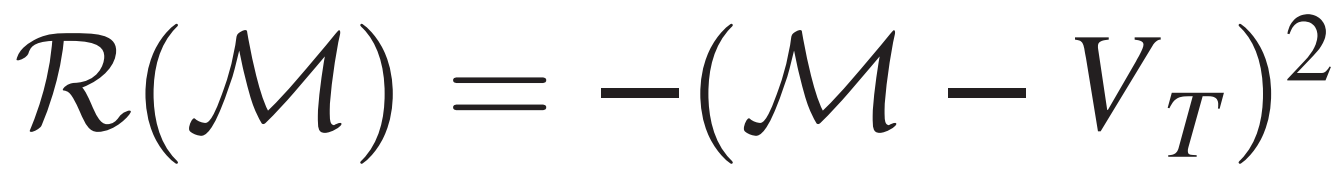 ℛ(ℳ) = −(ℳ − V_T)²